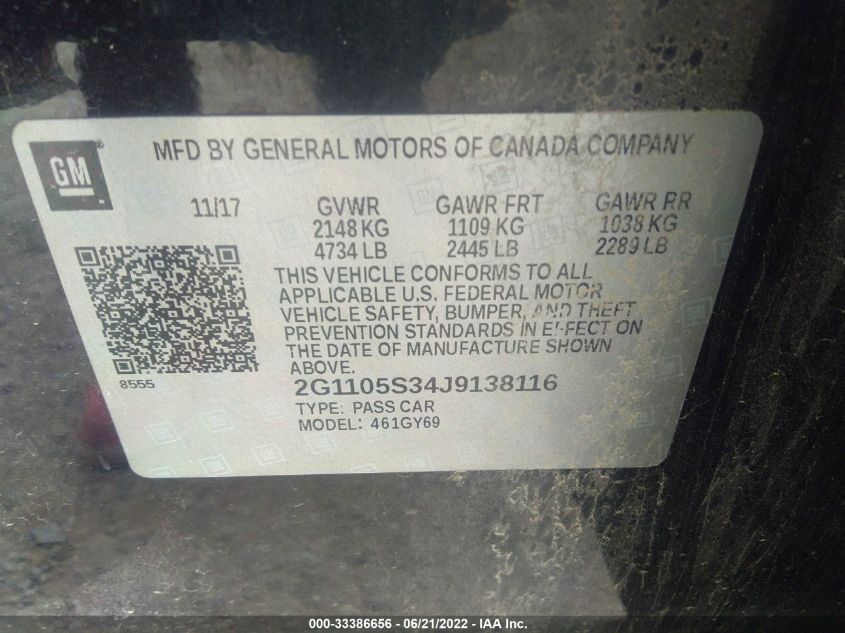 GM
MFD BY GENERAL MOTORS OF CANADA COMPANY
11/17 GVWR GAWR FRT GAWR RR
2148 KG 1109 KG 1038 KG
4734 LB 2445 LB 2289 LB
THIS VEHICLE CONFORMS TO ALL
APPLICABLE U.S. FEDERAL MOTOR
VEHICLE SAFETY, BUMPER, AND THEFT
PREVENTION STANDARDS IN EFFECT ON
THE DATE OF MANUFACTURE SHOWN
ABOVE.
8555
2G1105S34J9138116
TYPE: PASS CAR
MODEL: 461GY69
000-33386656 - 06/21/2022 - IAA Inc.